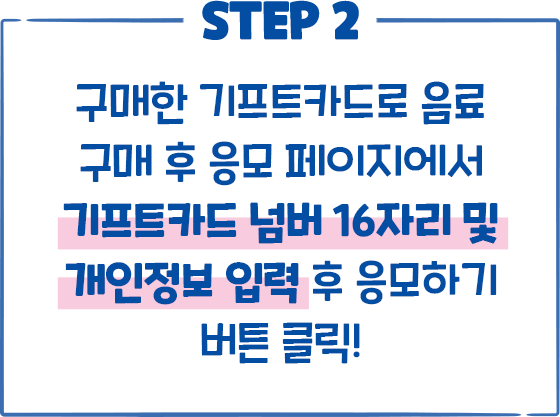 STEP 2
구매한 기프트카드로 음료
구매 후 응모 페이지에서
기프트카드 넘버 16자리 및
개인정보 입력 후 응모하기
버튼 클릭!